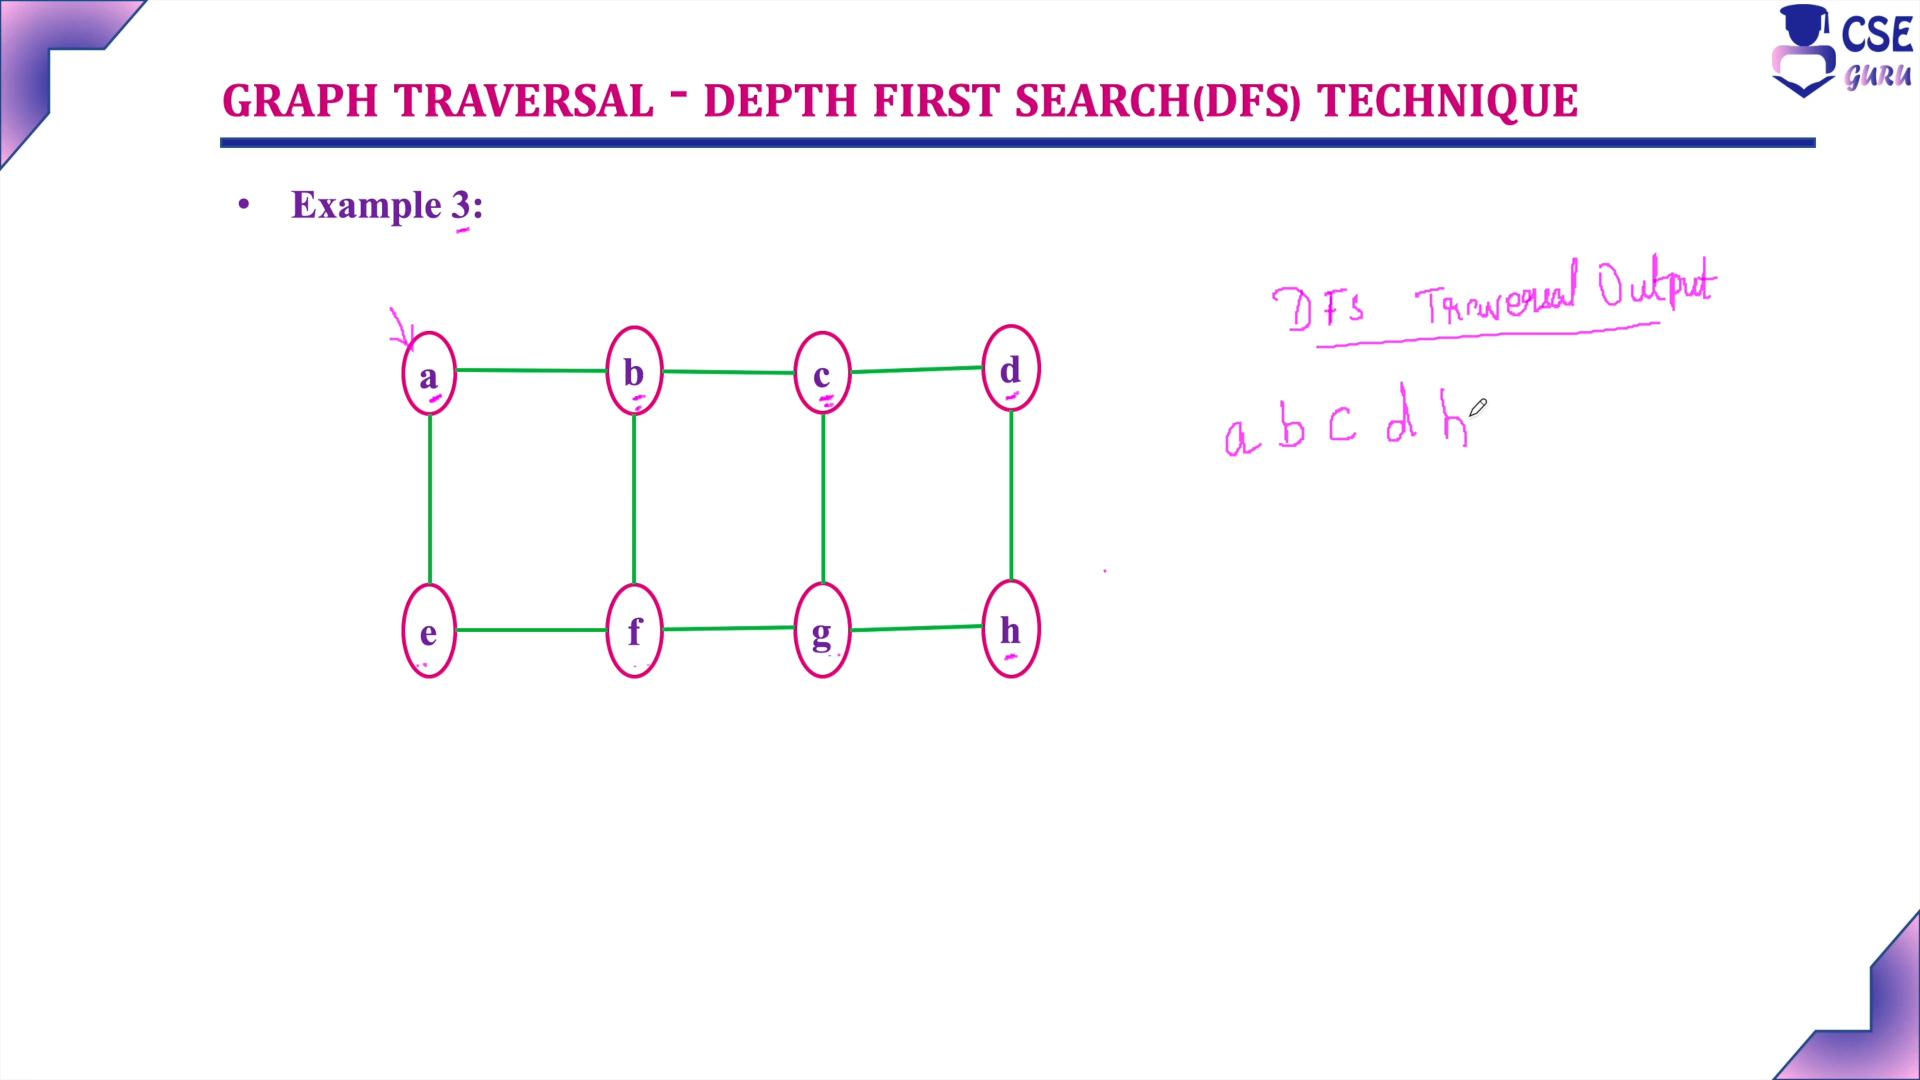 CSE
GURU
GRAPH TRAVERSAL - DEPTH FIRST SEARCH(DFS) TECHNIQUE
• Example 3:
DFS Traversal Output
a b c d
a b c d h
e f g h